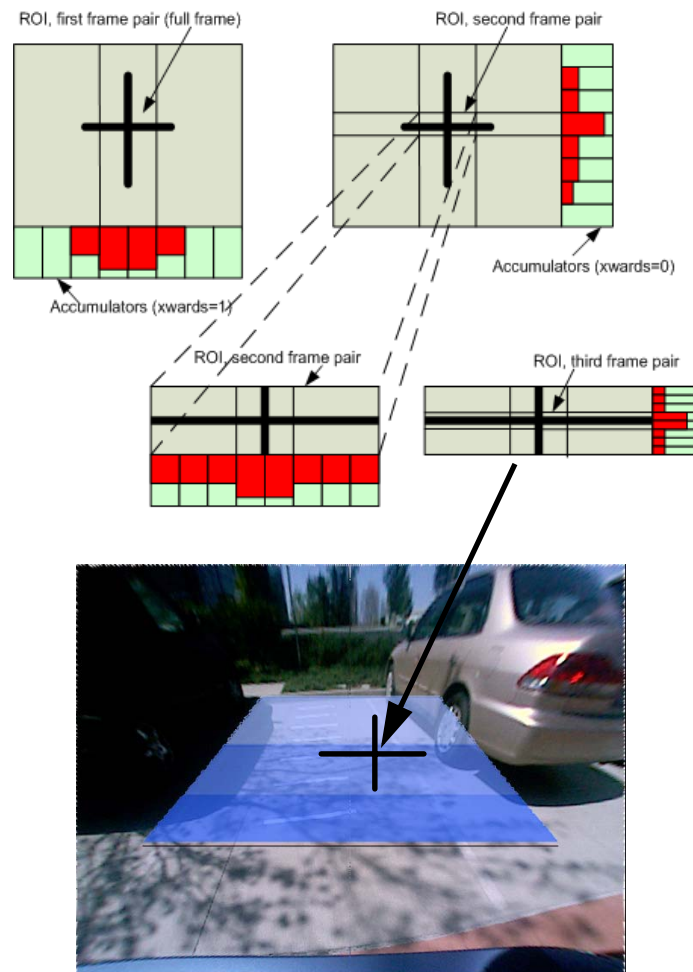 ROI, first frame pair (full frame)
ROI, second frame pair
Accumulators (xwards=1)
Accumulators (xwards=0)
ROI, second frame pair
ROI, third frame pair